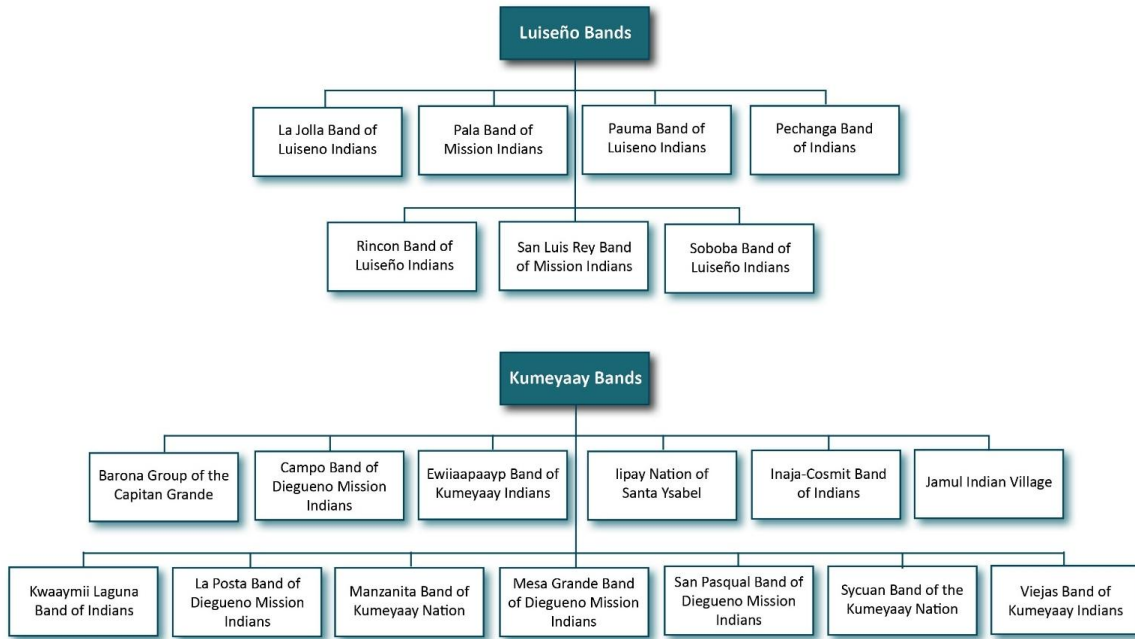 Luiseño Bands
La Jolla Band of
Luiseno Indians
Pala Band of
Mission Indians
Pauma Band of
Luiseno Indians
Pechanga Band
of Indians
Rincon Band of
Luiseño Indians
San Luis Rey Band
of Mission Indians
Soboba Band of
Luiseño Indians
Kumeyaay Bands
Barona Group of the
Capitan Grande
Campo Band of
Diegueno Mission
Indians
Ewiiaapaayp Band of
Kumeyaay Indians
Iipay Nation of
Santa Ysabel
Inaja-Cosmit Band
of Indians
Jamul Indian Village
Kwaaymii Laguna
Band of Indians
La Posta Band of
Diegueno Mission
Indians
Manzanita Band of
Kumeyaay Nation
Mesa Grande Band
of Diegueno Mission
Indians
San Pasqual Band of
Diegueno Mission
Indians
Sycuan Band of the
Kumeyaay Nation
Viejas Band of
Kumeyaay Indians